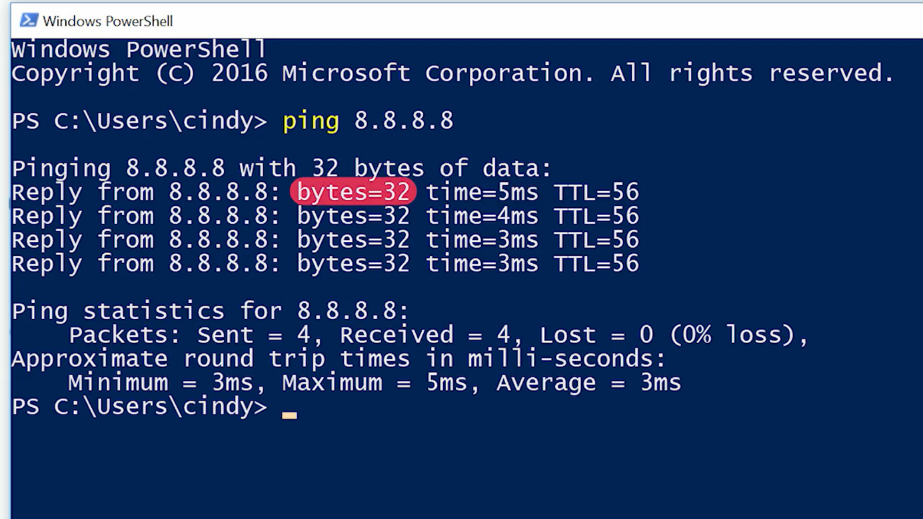 Windows PowerShell
Windows PowerShell
Copyright (C) 2016 Microsoft Corporation. All rights reserved.
PS C:\Users\cindy> ping 8.8.8.8
Pinging 8.8.8.8 with 32 bytes of data:
Reply from 8.8.8.8: bytes=32 time=5ms TTL=56
Reply from 8.8.8.8: bytes=32 time=4ms TTL=56
Reply from 8.8.8.8: bytes=32 time=3ms TTL=56
Reply from 8.8.8.8: bytes=32 time=3ms TTL=56
Ping statistics for 8.8.8.8:
Packets: Sent = 4, Received = 4, Lost = 0 (0% loss),
Approximate round trip times in milli-seconds:
Minimum = 3ms, Maximum = 5ms, Average = 3ms
PS C:\Users\cindy>